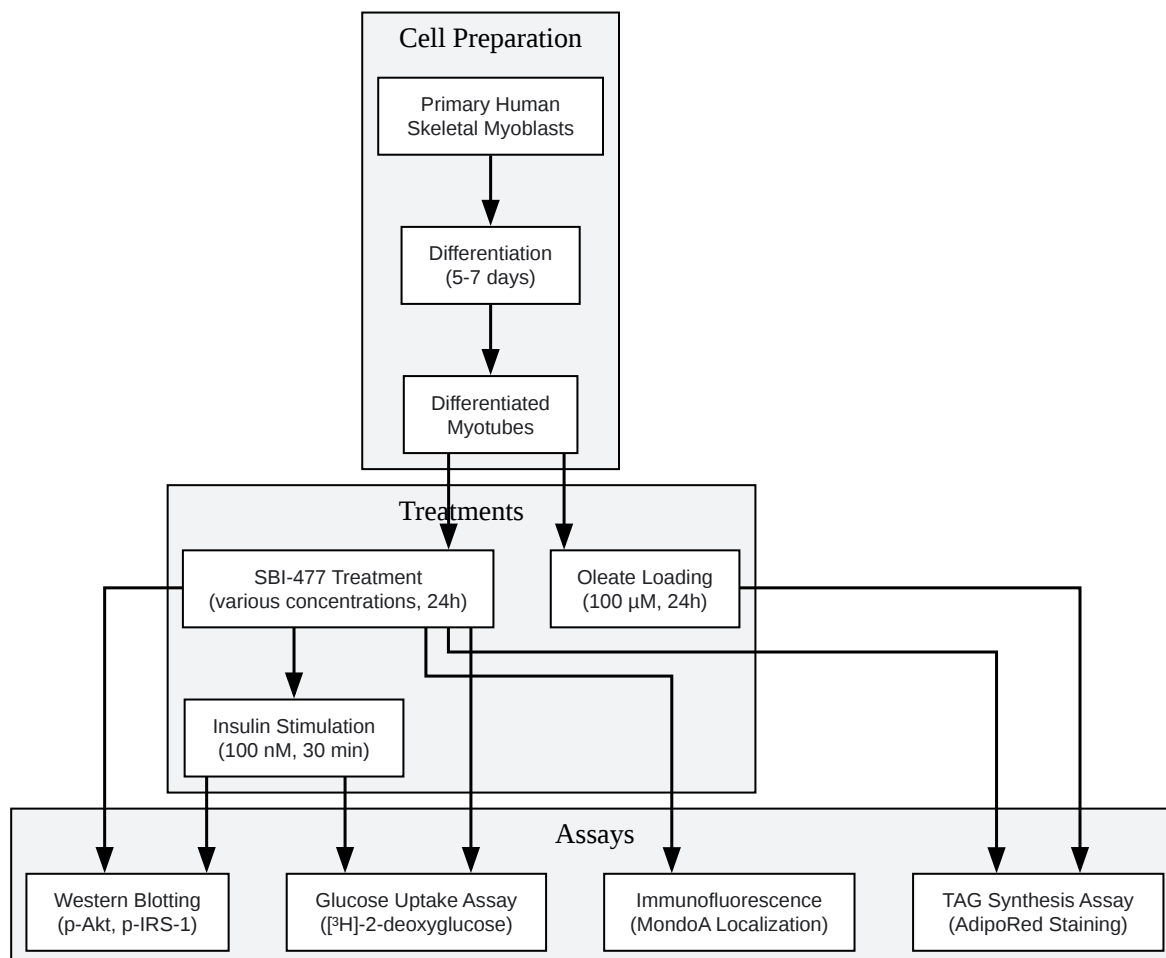 Cell Preparation
Primary Human
Skeletal Myoblasts
Differentiation
(5-7 days)
Differentiated
Myotubes
Treatments
SBI-477 Treatment
(various concentrations, 24h)
Oleate Loading
(100 µM, 24h)
Insulin Stimulation
(100 nM, 30 min)
Assays
Western Blotting
(p-Akt, p-IRS-1)
Glucose Uptake Assay
([³H]-2-deoxyglucose)
Immunofluorescence
(MondoA Localization)
TAG Synthesis Assay
(AdipoRed Staining)